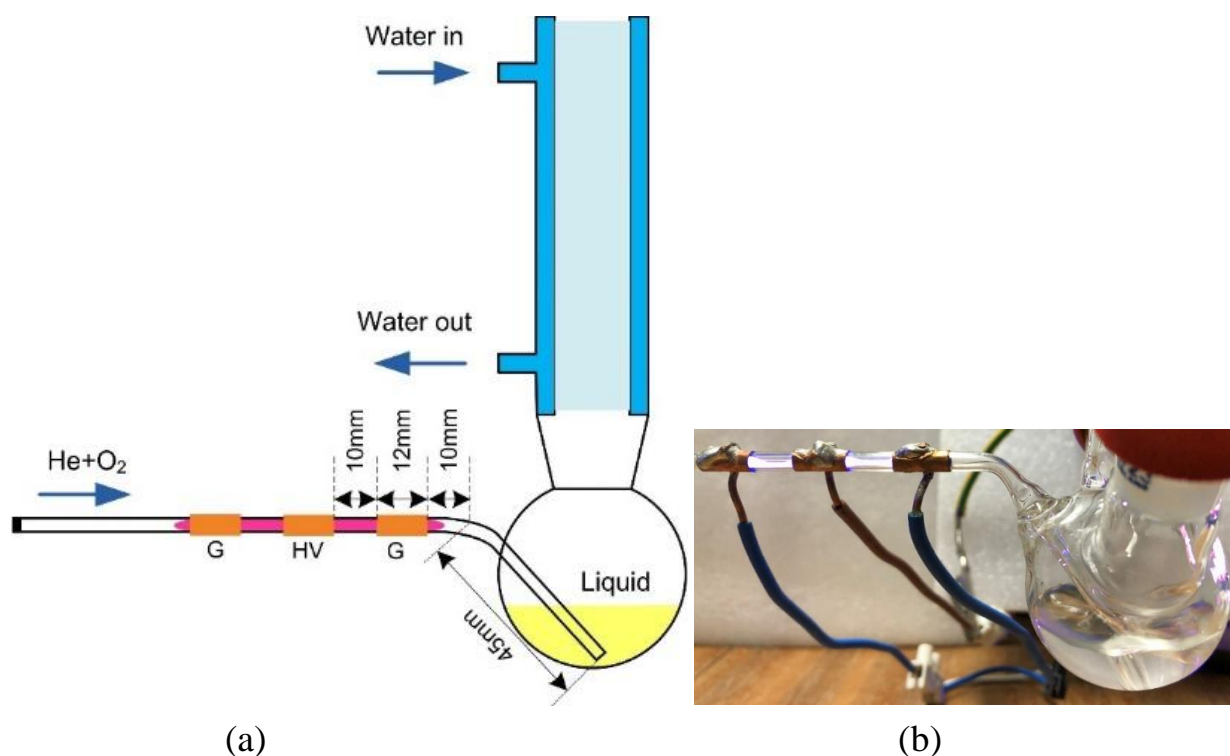 Water in
Water out
10mm
12mm
10mm
He+O₂
G
HV
G
Liquid
45mm
(a)
(b)